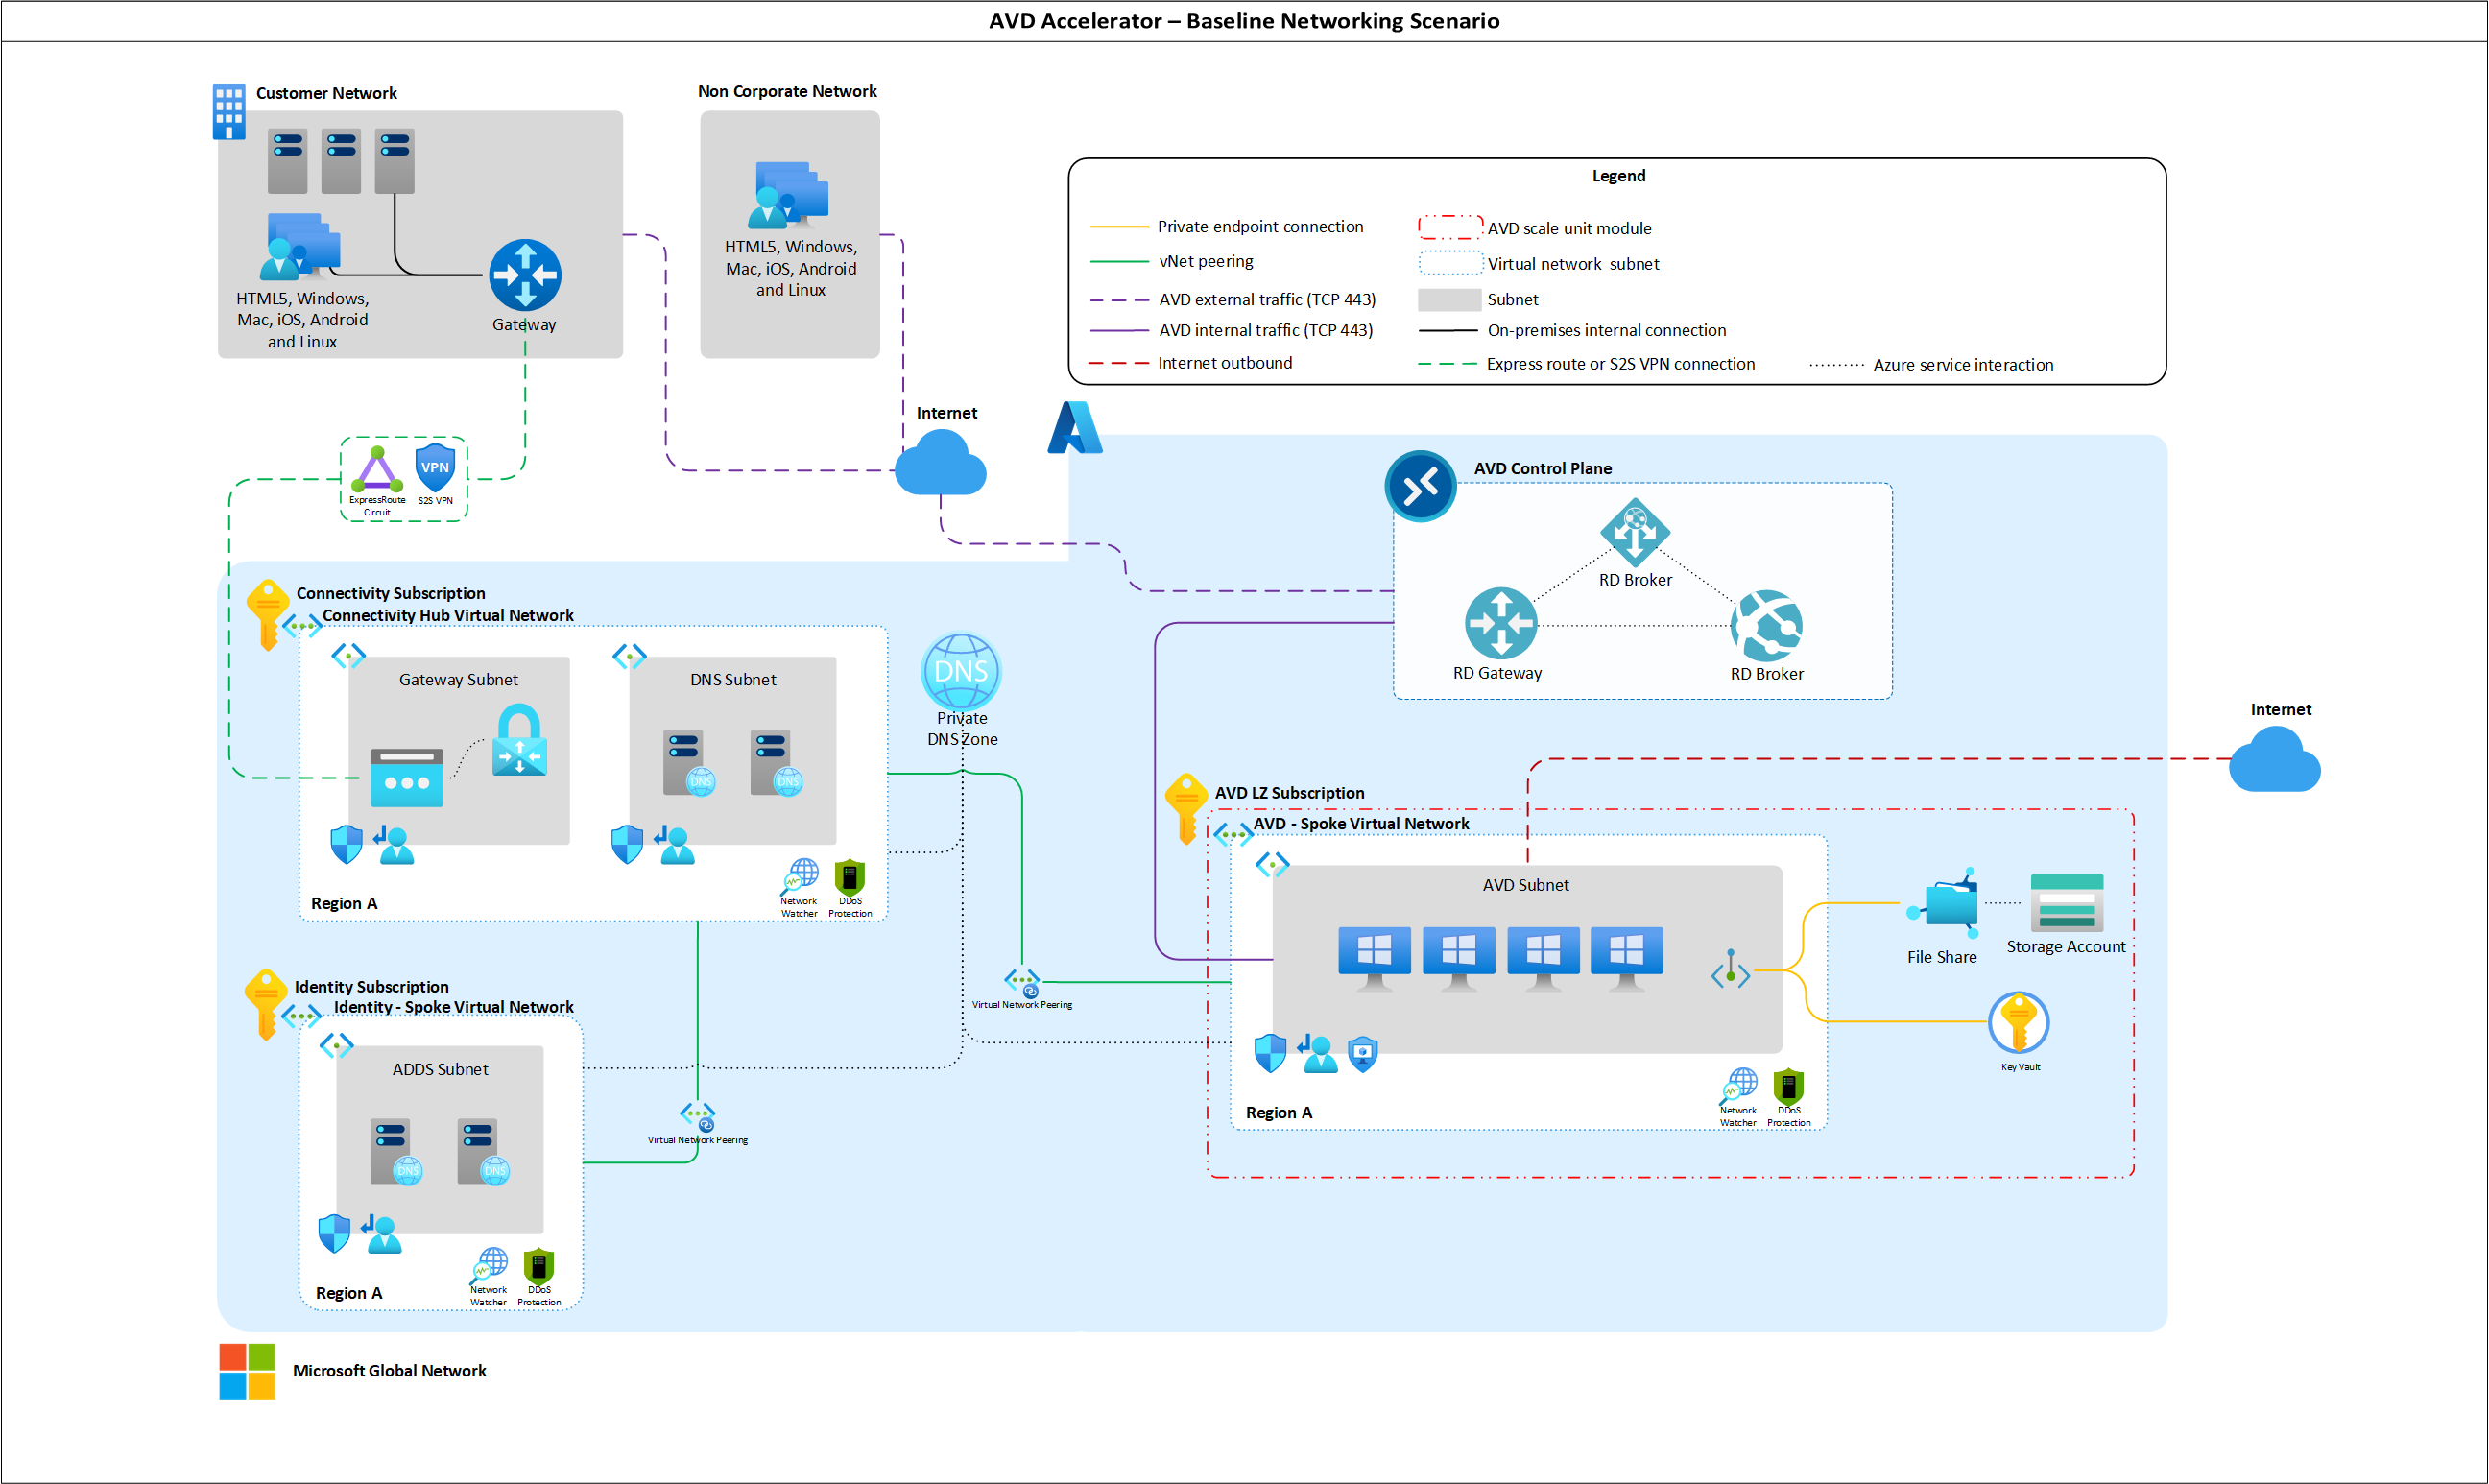 AVD Accelerator – Baseline Networking Scenario
Customer Network
HTML5, Windows,
Mac, iOS, Android
and Linux
Gateway
Non Corporate Network
HTML5, Windows,
Mac, iOS, Android
and Linux
Legend
Private endpoint connection
vNet peering
AVD external traffic (TCP 443)
AVD internal traffic (TCP 443)
Internet outbound
AVD scale unit module
Virtual network subnet
Subnet
On-premises internal connection
Express route or S2S VPN connection
Azure service interaction
Internet
VPN
ExpressRoute
Circuit
S2S VPN
AVD Control Plane
RD Broker
RD Gateway
RD Broker
Connectivity Subscription
Connectivity Hub Virtual Network
Gateway Subnet
DNS Subnet
DNS
DNS
Network
Watcher
DDoS
Protection
Region A
DNS
Private
DNS Zone
Internet
AVD LZ Subscription
AVD - Spoke Virtual Network
AVD Subnet
File Share
Storage Account
Key Vault
Network
Watcher
DDoS
Protection
Region A
Virtual Network Peering
Identity Subscription
Identity - Spoke Virtual Network
ADDS Subnet
DNS
DNS
Network
Watcher
DDoS
Protection
Region A
Virtual Network Peering
Microsoft Global Network